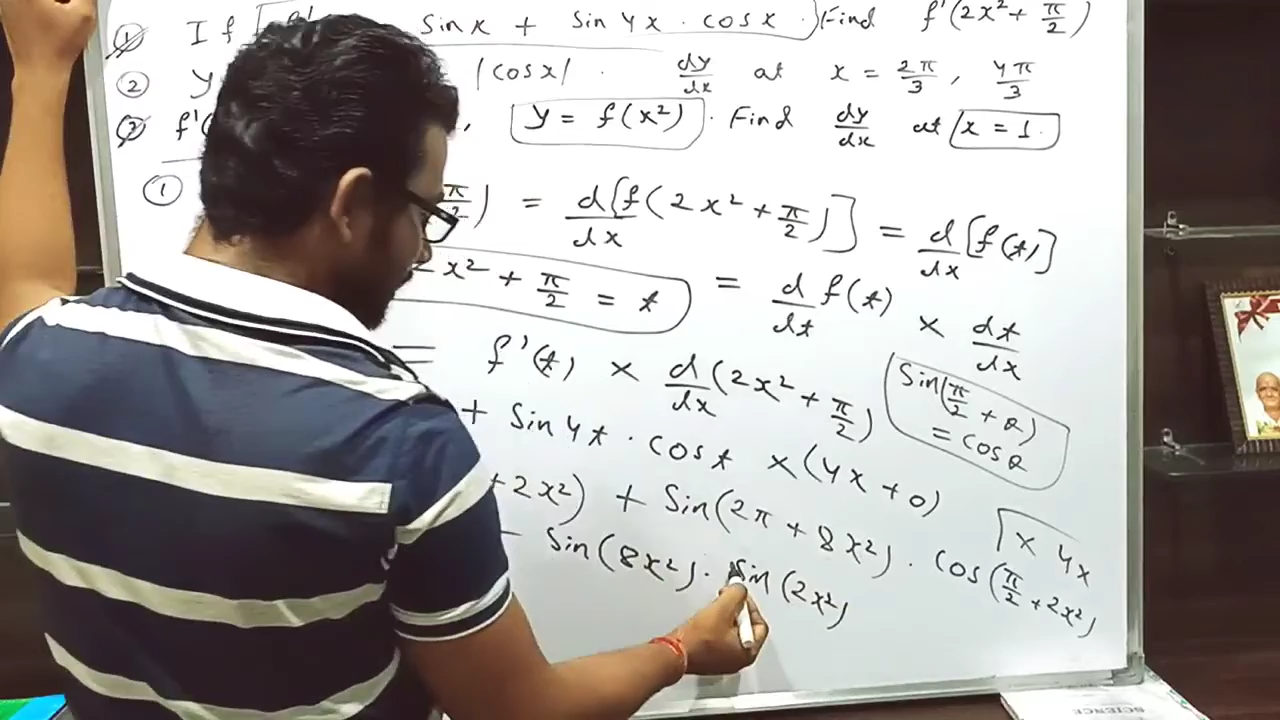 ① If sin x + sin 4x . cos x . Find f'(2x² + π/2)
② y |cos x| . dy/dx at x = 2π/3 , 4π/3
③ f'( , y = f(x²) . Find dy/dx at x = 1 .
① π/2) = d/dx [f(2x² + π/2)] = d/dx [f(t)]
x² + π/2 = t = d/dt f(t) × dt/dx
= f'(t) × d/dx (2x² + π/2)
Sin(π/2 + θ)
= cos θ
+ Sin 4t . cos t × (4x + 0)
+ 2x²) + Sin(2π + 8x²) . cos(π/2 + 2x²)
× 4x
- Sin(8x²) . Sin(2x²)
SCIENCE